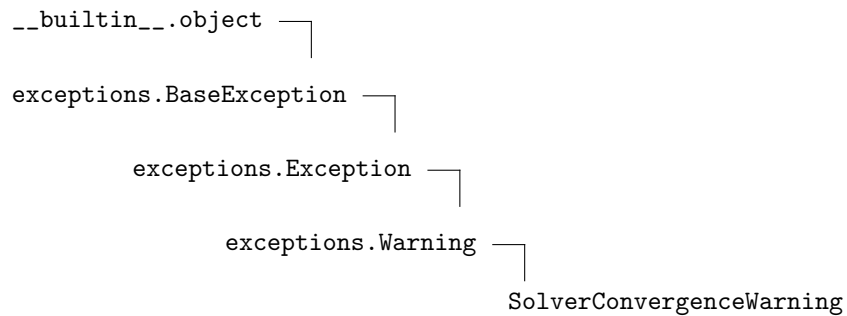 __builtin__.object
exceptions.BaseException
exceptions.Exception
exceptions.Warning
SolverConvergenceWarning